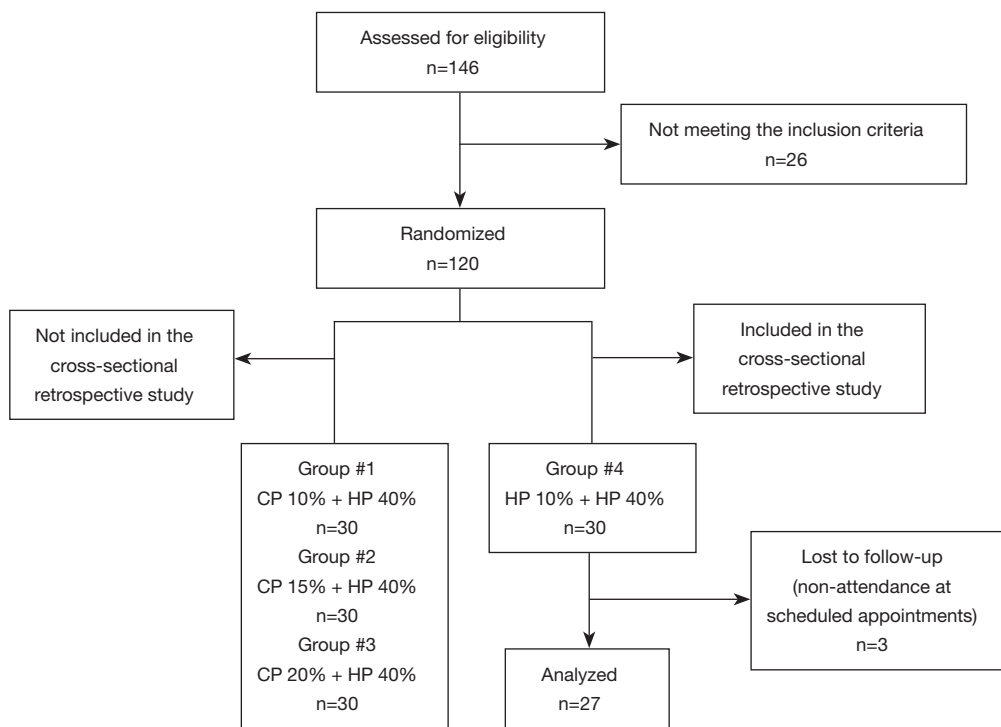 Assessed for eligibility
n=146
Not meeting the inclusion criteria
n=26
Randomized
n=120
Not included in the
cross-sectional
retrospective study
Included in the
cross-sectional
retrospective study
Group #1
CP 10% + HP 40%
n=30
Group #2
CP 15% + HP 40%
n=30
Group #3
CP 20% + HP 40%
n=30
Group #4
HP 10% + HP 40%
n=30
Lost to follow-up
(non-attendance at
scheduled appointments)
n=3
Analyzed
n=27